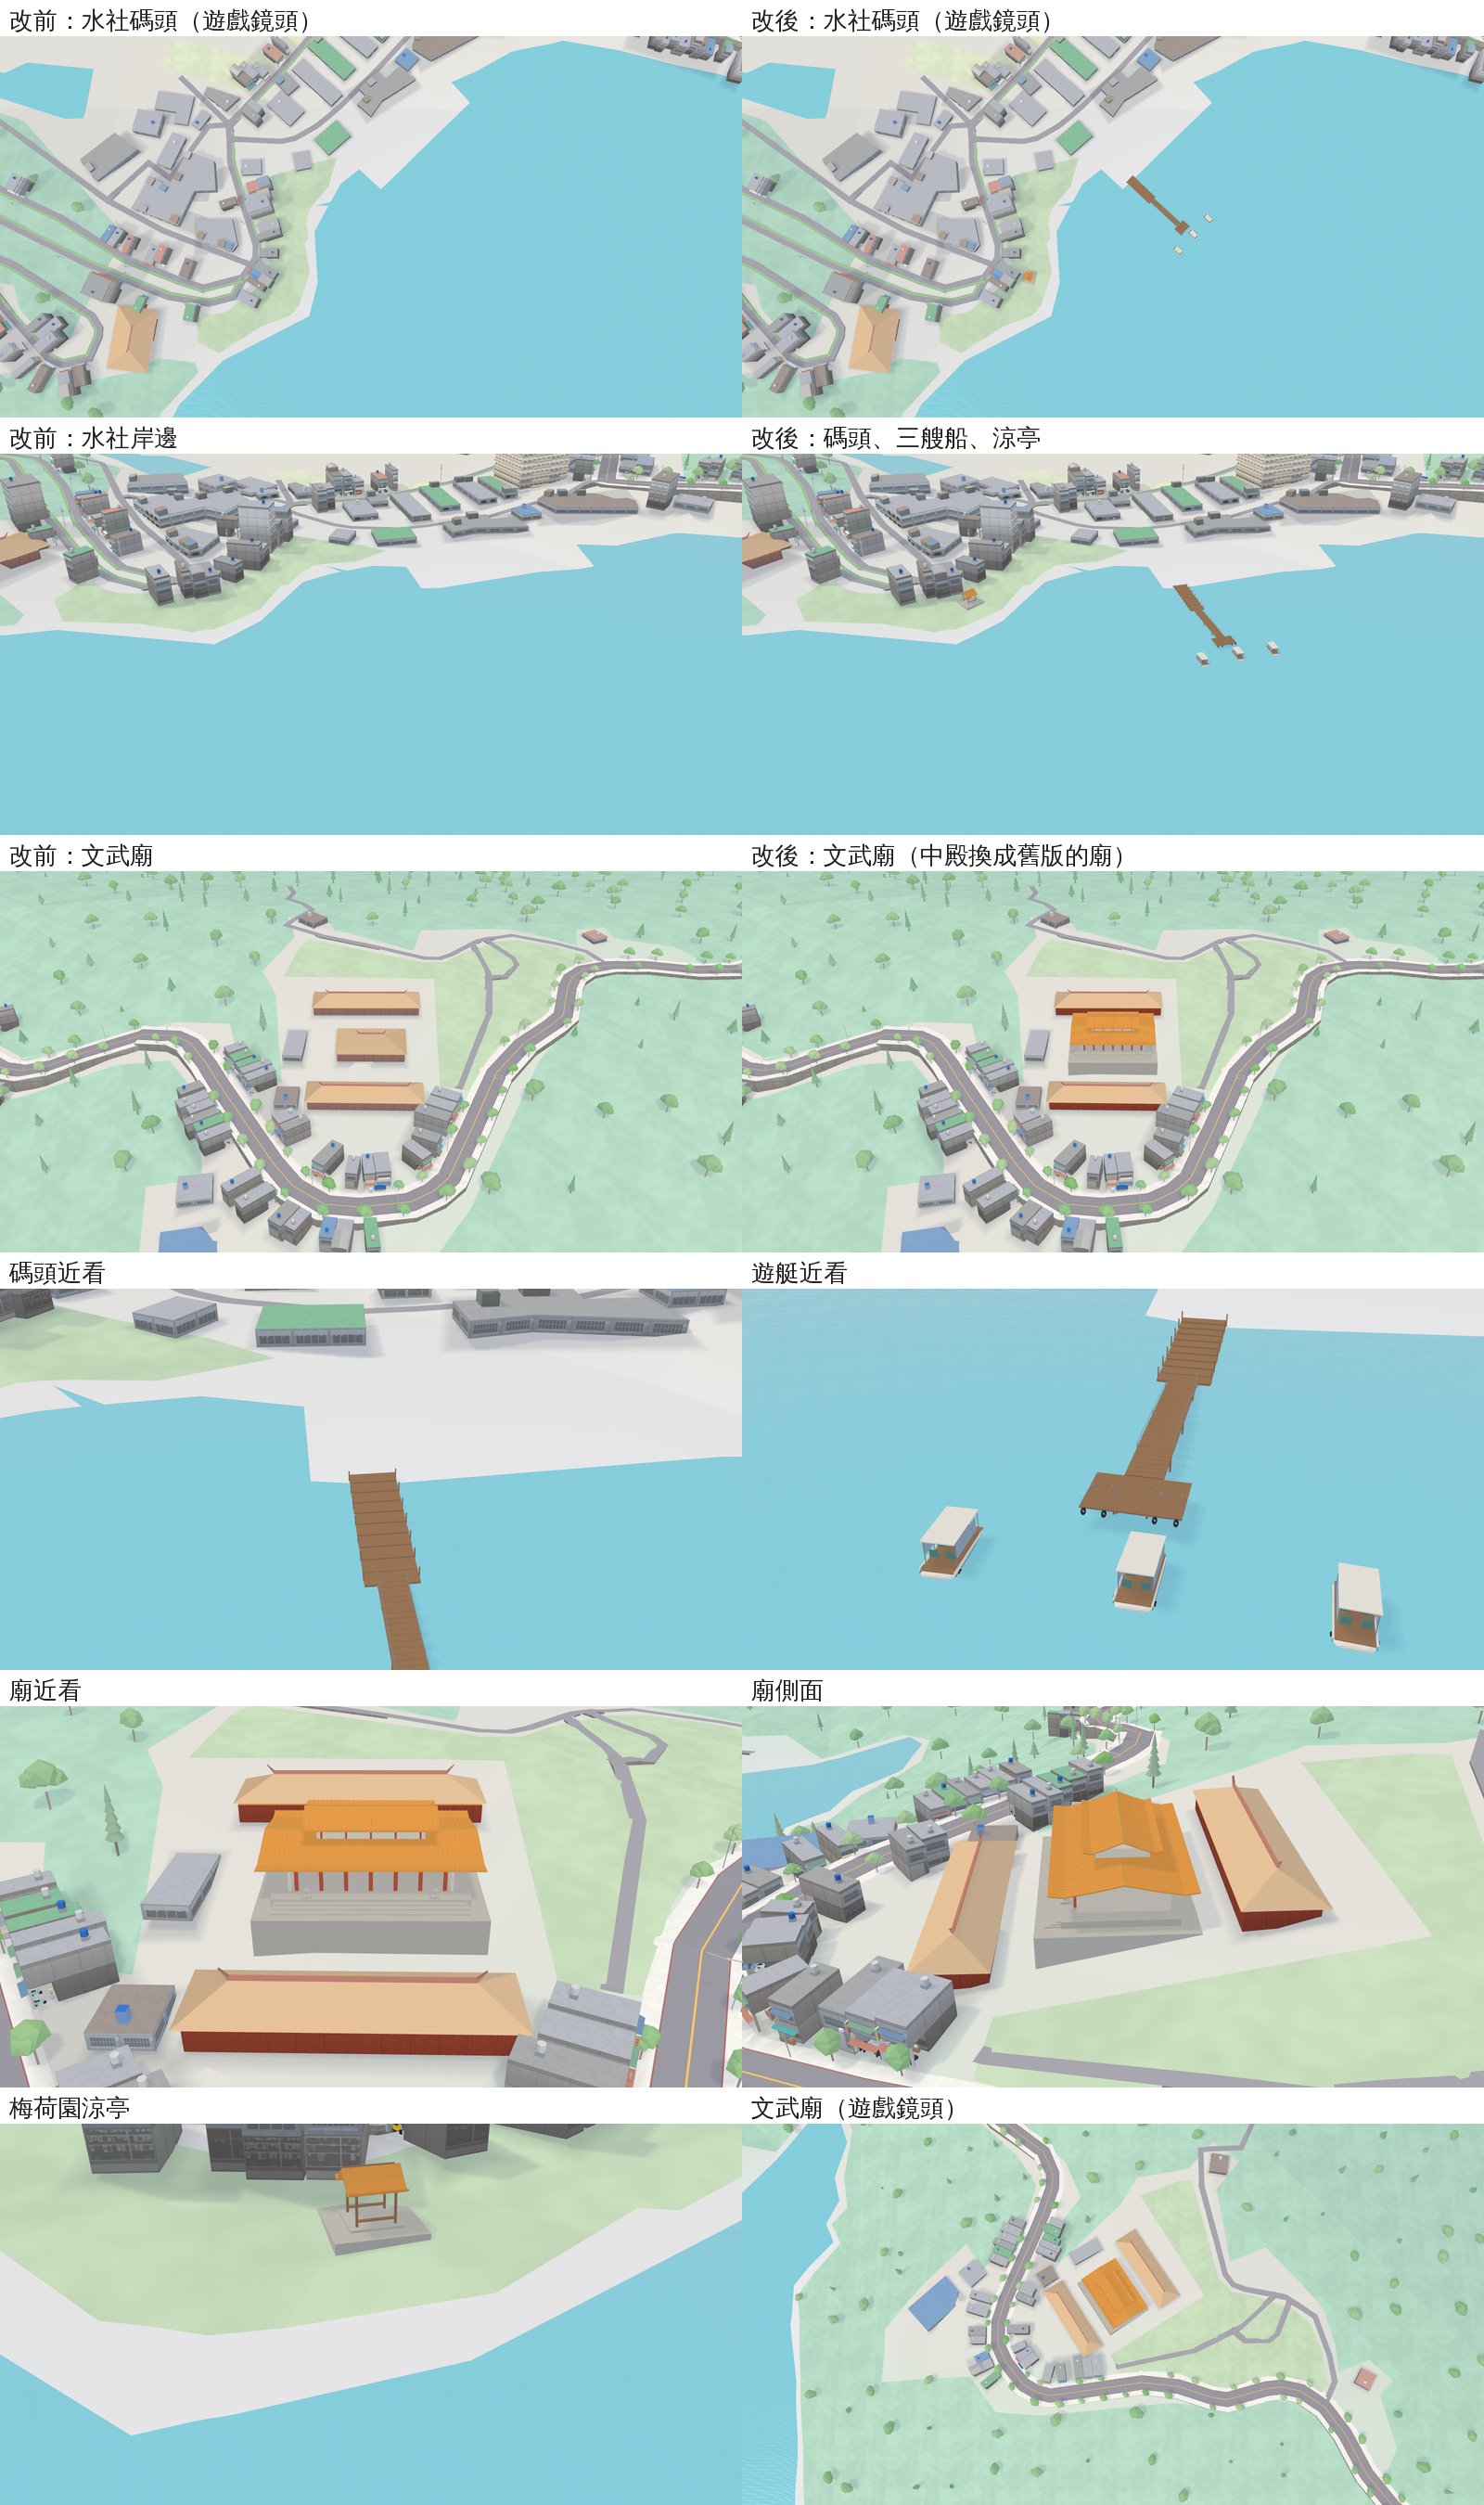 改前：水社碼頭（遊戲鏡頭）
改後：水社碼頭（遊戲鏡頭）
改前：水社岸邊
改後：碼頭、三艘船、涼亭
改前：文武廟
改後：文武廟（中殿換成舊版的廟）
碼頭近看
遊艇近看
廟近看
廟側面
梅荷園涼亭
文武廟（遊戲鏡頭）